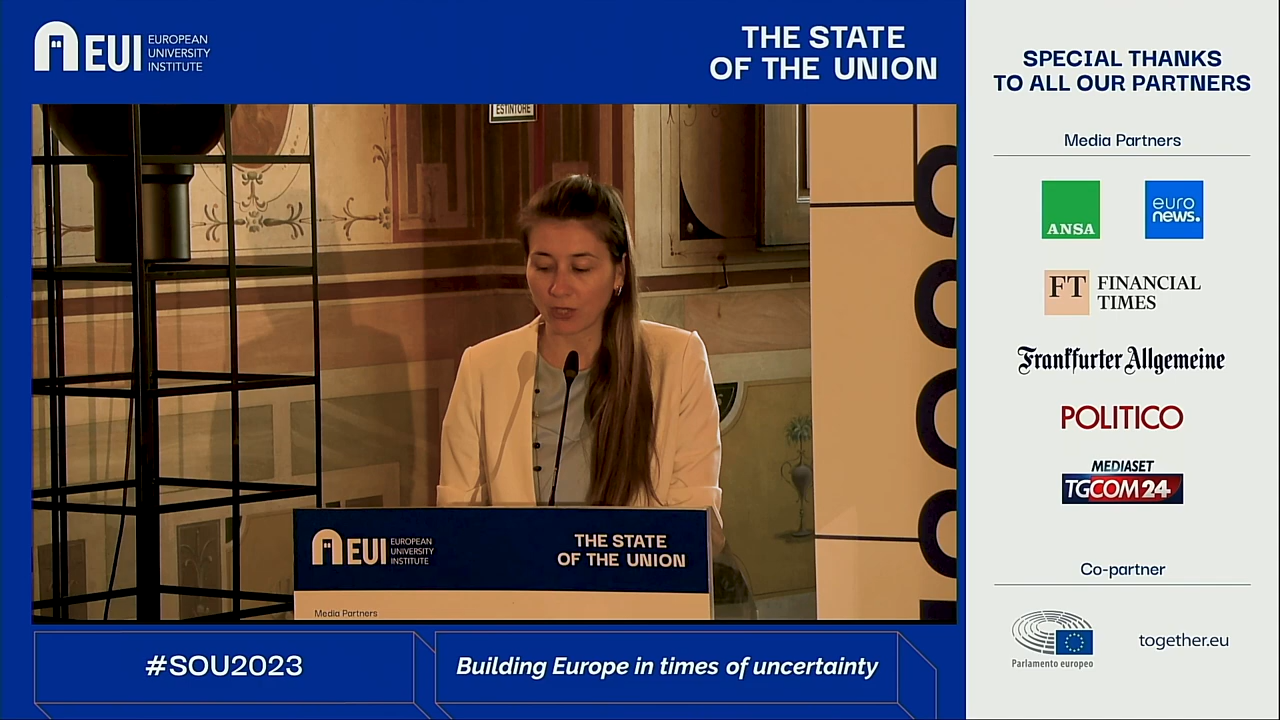 EUI
EUROPEAN
UNIVERSITY
INSTITUTE
THE STATE
OF THE UNION
ESTINTORE
EUI
EUROPEAN
UNIVERSITY
INSTITUTE
THE STATE
OF THE UNION
Media Partners
#SOU2023
Building Europe in times of uncertainty
SPECIAL THANKS
TO ALL OUR PARTNERS
Media Partners
ANSA
euro
news.
FT
FINANCIAL
TIMES
Frankfurter Allgemeine
POLITICO
MEDIASET
TGCOM24
Co-partner
Parlamento europeo
together.eu